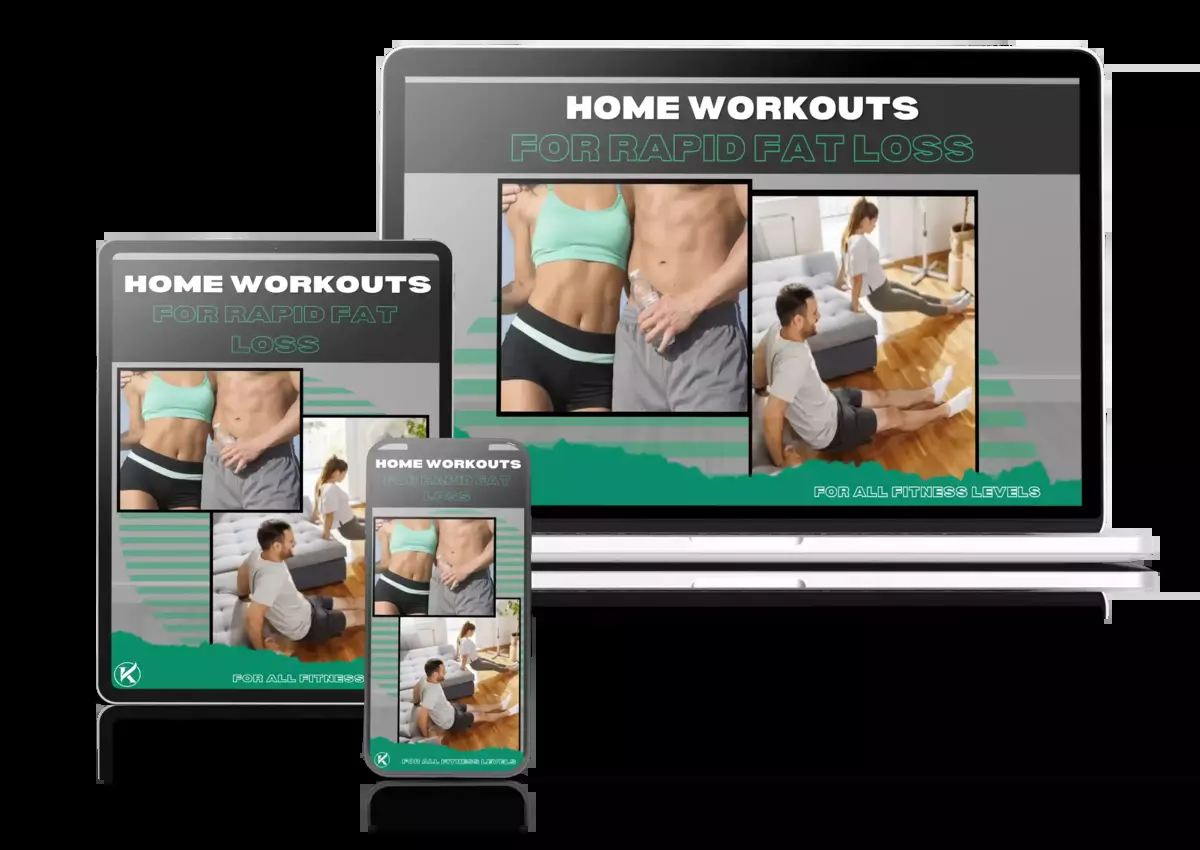 HOME WORKOUTS
FOR RAPID FAT LOSS
FOR ALL FITNESS LEVELS
HOME WORKOUTS
FOR RAPID FAT
LOSS
K
FOR ALL FITNESS
HOME WORKOUTS
FOR RAPID FAT
LOSS
K
FOR ALL FITNESS LEVELS